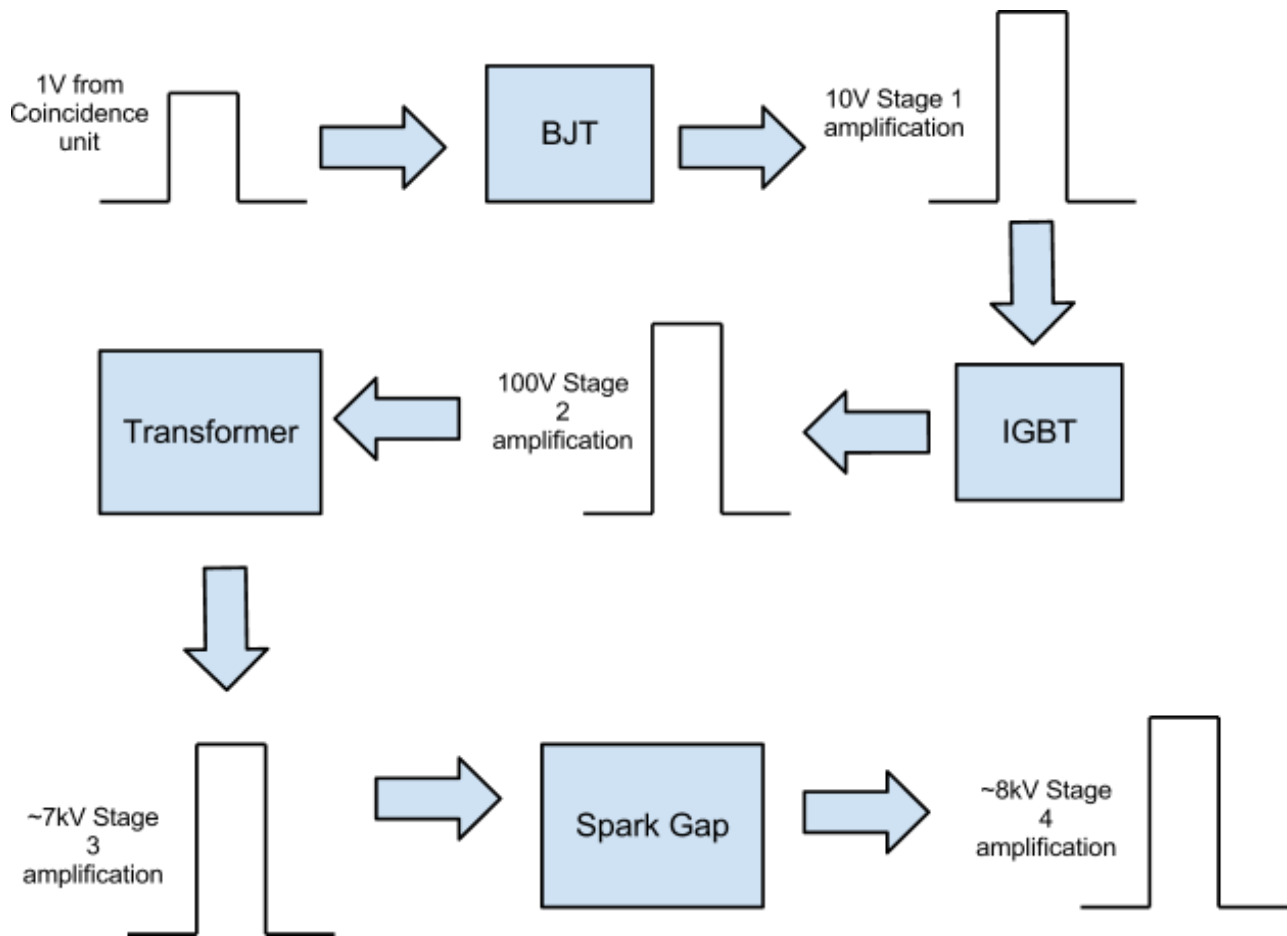 1V from
Coincidence
unit
BJT
10V Stage 1
amplification
IGBT
100V Stage
2
amplification
Transformer
~7kV Stage
3
amplification
Spark Gap
~8kV Stage
4
amplification